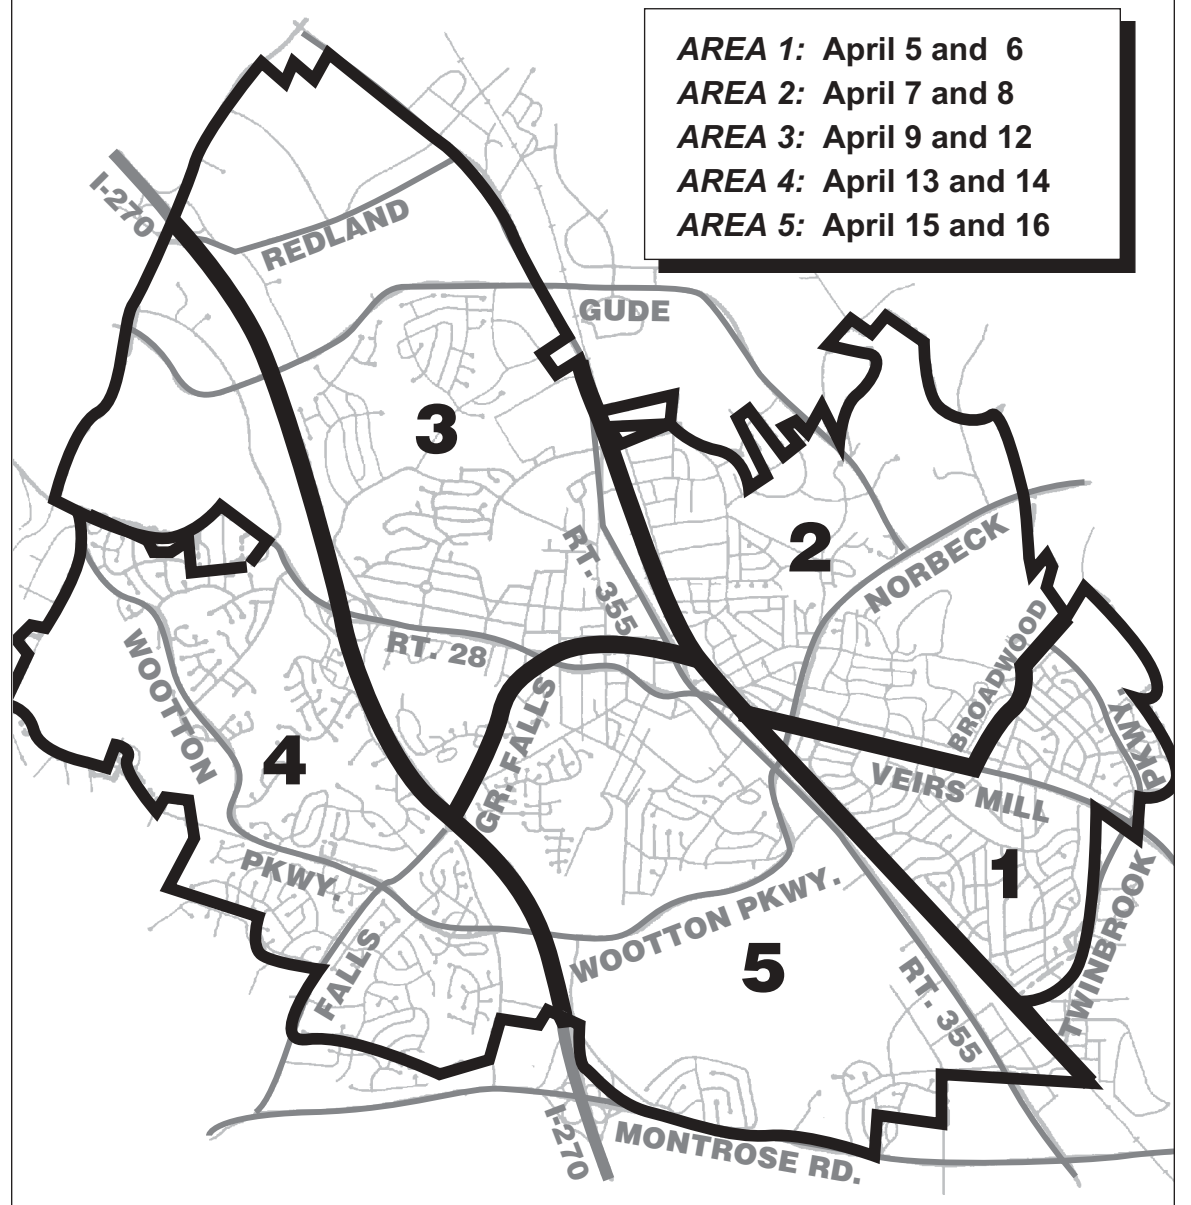 AREA 1: April 5 and 6
AREA 2: April 7 and 8
AREA 3: April 9 and 12
AREA 4: April 13 and 14
AREA 5: April 15 and 16
I-270
REDLAND
GUDE
3
2
RT. 355
NORBECK
BROADWOOD
RT. 28
WOOTTON
GR. FALLS
PKWY
4
VEIRS MILL
PKWY.
1
WOOTTON PKWY.
TWINBROOK
5
FALLS
RT. 355
I-270
MONTROSE RD.